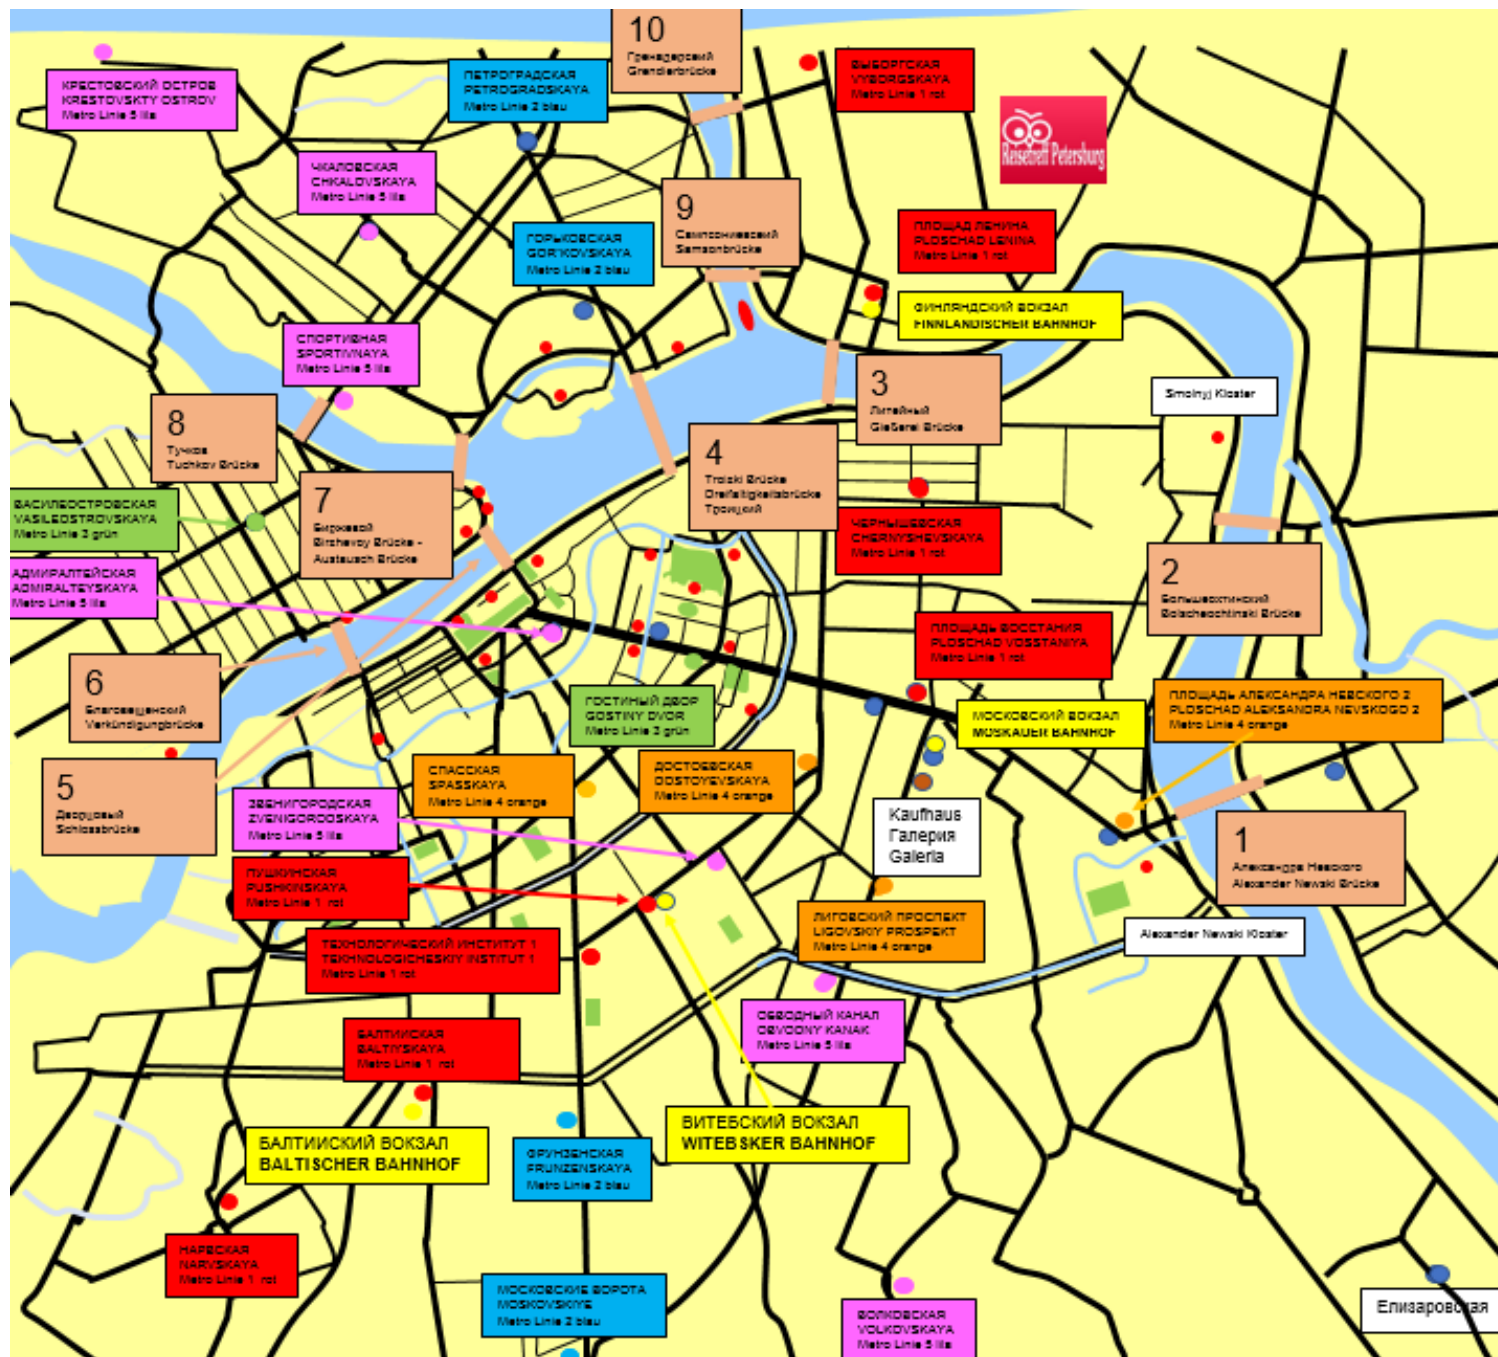 10
Гренадерский
Grendierbrücke
ПЕТРОГРАДСКАЯ
PETROGRADSKAYA
Metro Linie 2 blau
ВЫБОРГСКАЯ
VYBORGSKAYA
Metro Linie 1 rot
КРЕСТОВСКИЙ ОСТРОВ
KRESTOVSKTY OSTROV
Metro Linie 5 lila
Reisetreff Petersburg
ЧКАЛОВСКАЯ
CHKALOVSKAYA
Metro Linie 5 lila
9
Сампсониевский
Samsonbrücke
ГОРЬКОВСКАЯ
GOR'KOVSKAYA
Metro Linie 2 blau
ПЛОЩАД ЛЕНИНА
PLOSCHAD LENINA
Metro Linie 1 rot
ФИНЛЯНДСКИЙ ВОКЗАЛ
FINNLANDISCHER BAHNHOF
СПОРТИВНАЯ
SPORTIVNAYA
Metro Linie 5 lila
3
Литейный
Gießerei Brücke
Smolnyj Kloster
8
Тучков
Tuchkov Brücke
4
Troizki Brücke
Dreifaltigkeitsbrücke
Троицкий
7
Биржевой
Birchevoy Brücke -
Austausch Brücke
ВАСИЛЕОСТРОВСКАЯ
VASILEOSTROVSKAYA
Metro Linie 3 grün
ЧЕРНЫШЕВСКАЯ
CHERNYSHEVSKAYA
Metro Linie 1 rot
2
Большеохтинский
Bolscheochtinski Brücke
АДМИРАЛТЕЙСКАЯ
ADMIRALTEYSKAYA
Metro Linie 5 lila
ПЛОЩАДЬ ВОССТАНИЯ
PLOSCHAD VOSSTANIYA
Metro Linie 1 rot
6
Благовещенский
Verkündigungbrücke
ГОСТИНЫЙ ДВОР
GOSTINY DVOR
Metro Linie 3 grün
МОСКОВСКИЙ ВОКЗАЛ
MOSKAUER BAHNHOF
ПЛОЩАДЬ АЛЕКСАНДРА НЕВСКОГО 2
PLOSCHAD ALEKSANDRA NEVSKOGO 2
Metro Linie 4 orange
5
Дворцовый
Schlossbrücke
СПАССКАЯ
SPASSKAYA
Metro Linie 4 orange
ДОСТОЕВСКАЯ
DOSTOYEVSKAYA
Metro Linie 4 orange
ЗВЕНИГОРОДСКАЯ
ZVENIGORODSKAYA
Metro Linie 5 lila
Kaufhaus
Галерия
Galeria
1
Александра Невского
Alexander Newski Brücke
ПУШКИНСКАЯ
PUSHKINSKAYA
Metro Linie 1 rot
ЛИГОВСКИЙ ПРОСПЕКТ
LIGOVSKIY PROSPEKT
Metro Linie 4 orange
Alexander Newski Kloster
ТЕХНОЛОГИЧЕСКИЙ ИНСТИТУТ 1
TEKHNOLOGICHESKIY INSTITUT 1
Metro Linie 1 rot
ОБВОДНЫЙ КАНАЛ
OBVODNY KANAK
Metro Linie 5 lila
БАЛТИИСКАЯ
BALTIYSKAYA
Metro Linie 1 rot
ВИТЕБСКИЙ ВОКЗАЛ
WITEBSKER BAHNHOF
БАЛТИИСКИЙ ВОКЗАЛ
BALTISCHER BAHNHOF
ФРУНЗЕНСКАЯ
FRUNZENSKAYA
Metro Linie 2 blau
НАРВСКАЯ
NARVSKAYA
Metro Linie 1 rot
МОСКОВСКИЕ ВОРОТА
MOSKOVSKIYE
Metro Linie 2 blau
ВОЛКОВСКАЯ
VOLKOVSKAYA
Metro Linie 5 lila
Елизаровская